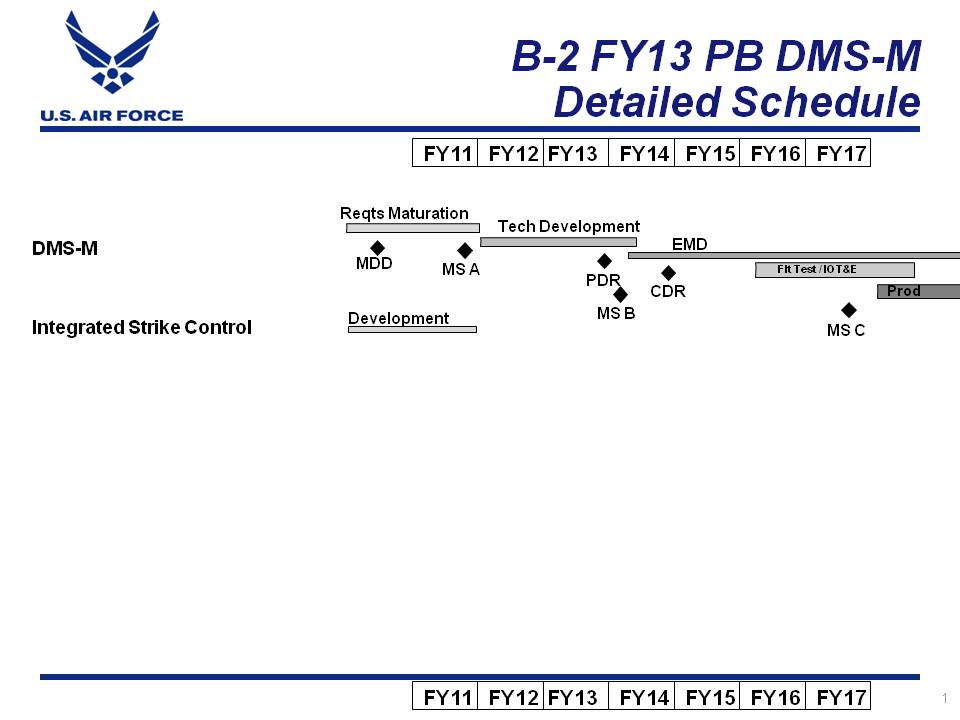 B-2 FY13 PB DMS-M
Detailed Schedule
U.S. AIR FORCE
FY11 FY12 FY13 FY14 FY15 FY16 FY17
Reqts Maturation
Tech Development
DMS-M
EMD
MDD
MS A
Flt Test / IOT&E
PDR
CDR
Prod
MS B
Development
Integrated Strike Control
MS C
FY11 FY12 FY13 FY14 FY15 FY16 FY17
1